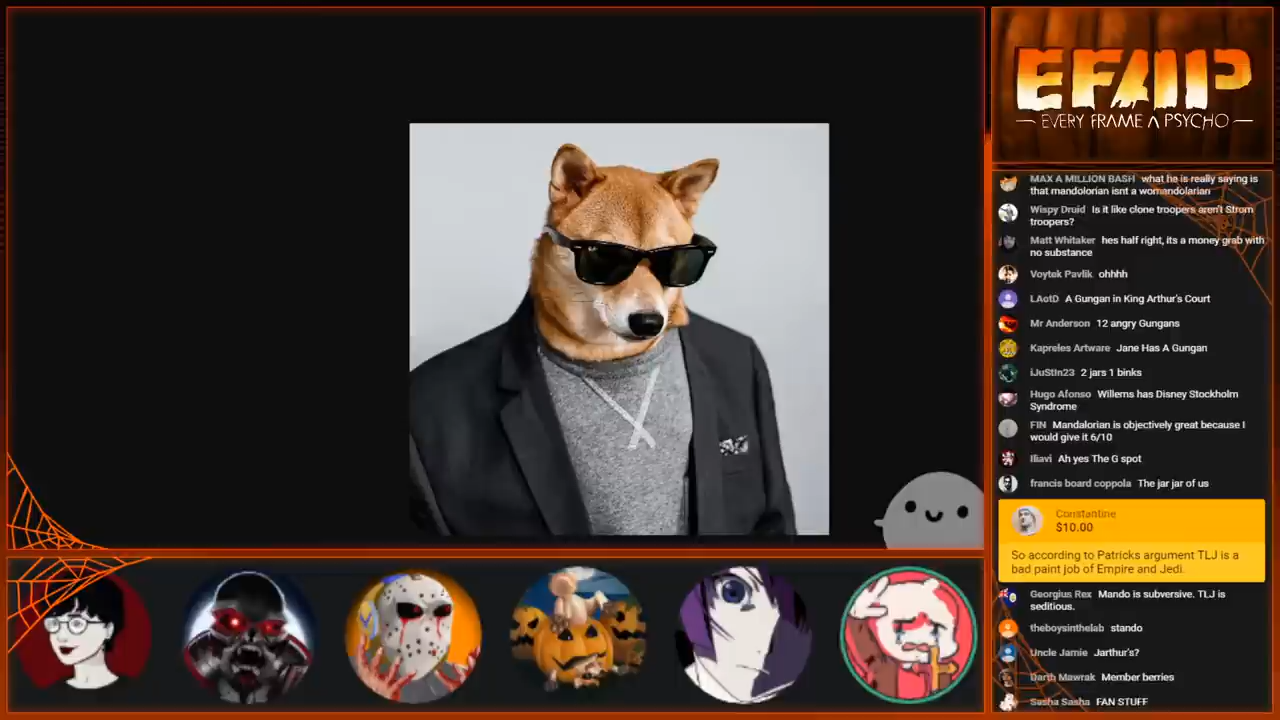 EFAP
EVERY FRAME A PSYCHO
MAX A MILLION BASH what he is really saying is
that mandolorian isnt a womandolarian
Wispy Druid Is it like clone troopers aren't Strom
troopers?
Matt Whitaker hes half right, its a money grab with
no substance
Voytek Pavlik ohhhh
LAotD A Gungan in King Arthur's Court
Mr Anderson 12 angry Gungans
Kapreles Artware Jane Has A Gungan
iJuStIn23 2 jars 1 binks
Hugo Afonso Willems has Disney Stockholm
Syndrome
FIN Mandalorian is objectively great because I
would give it 6/10
Iliavi Ah yes The G spot
francis board coppola The jar jar of us
Constantine
$10.00
So according to Patricks argument TLJ is a
bad paint job of Empire and Jedi.
Georgius Rex Mando is subversive. TLJ is
seditious.
theboysinthelab stando
Uncle Jamie Jarthur's?
Darth Mawrak Member berries
Sasha Sasha FAN STUFF